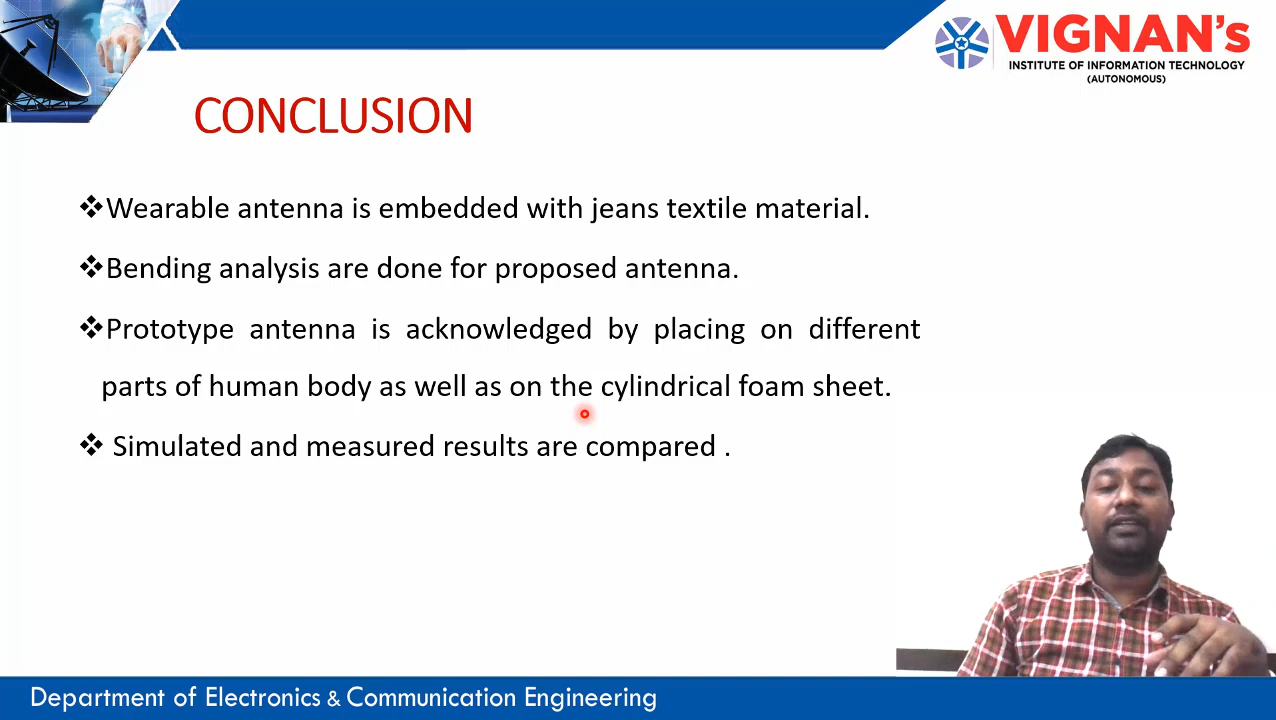 VIGNAN's
INSTITUTE OF INFORMATION TECHNOLOGY
(AUTONOMOUS)
CONCLUSION
❖Wearable antenna is embedded with jeans textile material.
❖Bending analysis are done for proposed antenna.
❖Prototype antenna is acknowledged by placing on different
parts of human body as well as on the cylindrical foam sheet.
❖ Simulated and measured results are compared .
Department of Electronics & Communication Engineering